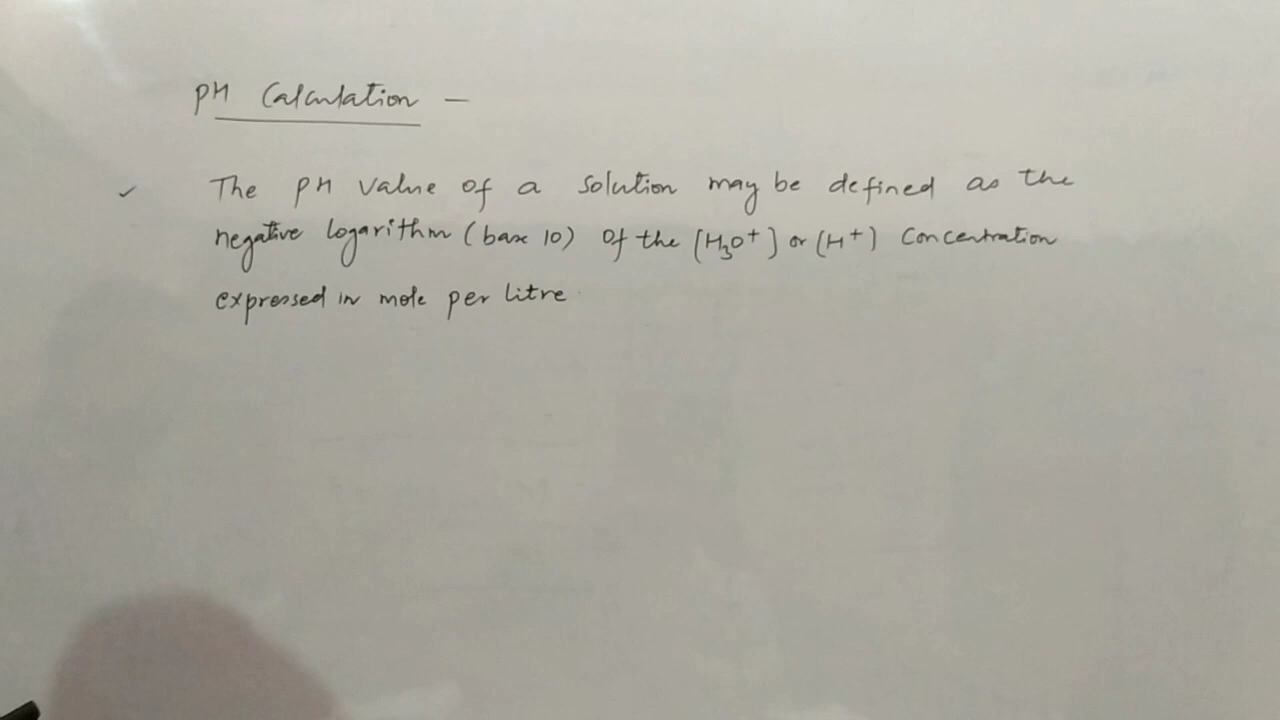 pH Calculation —
✓ The pH value of a solution may be defined as the
negative logarithm (base 10) of the [H₃O⁺] or (H⁺) concentration
expressed in mole per litre